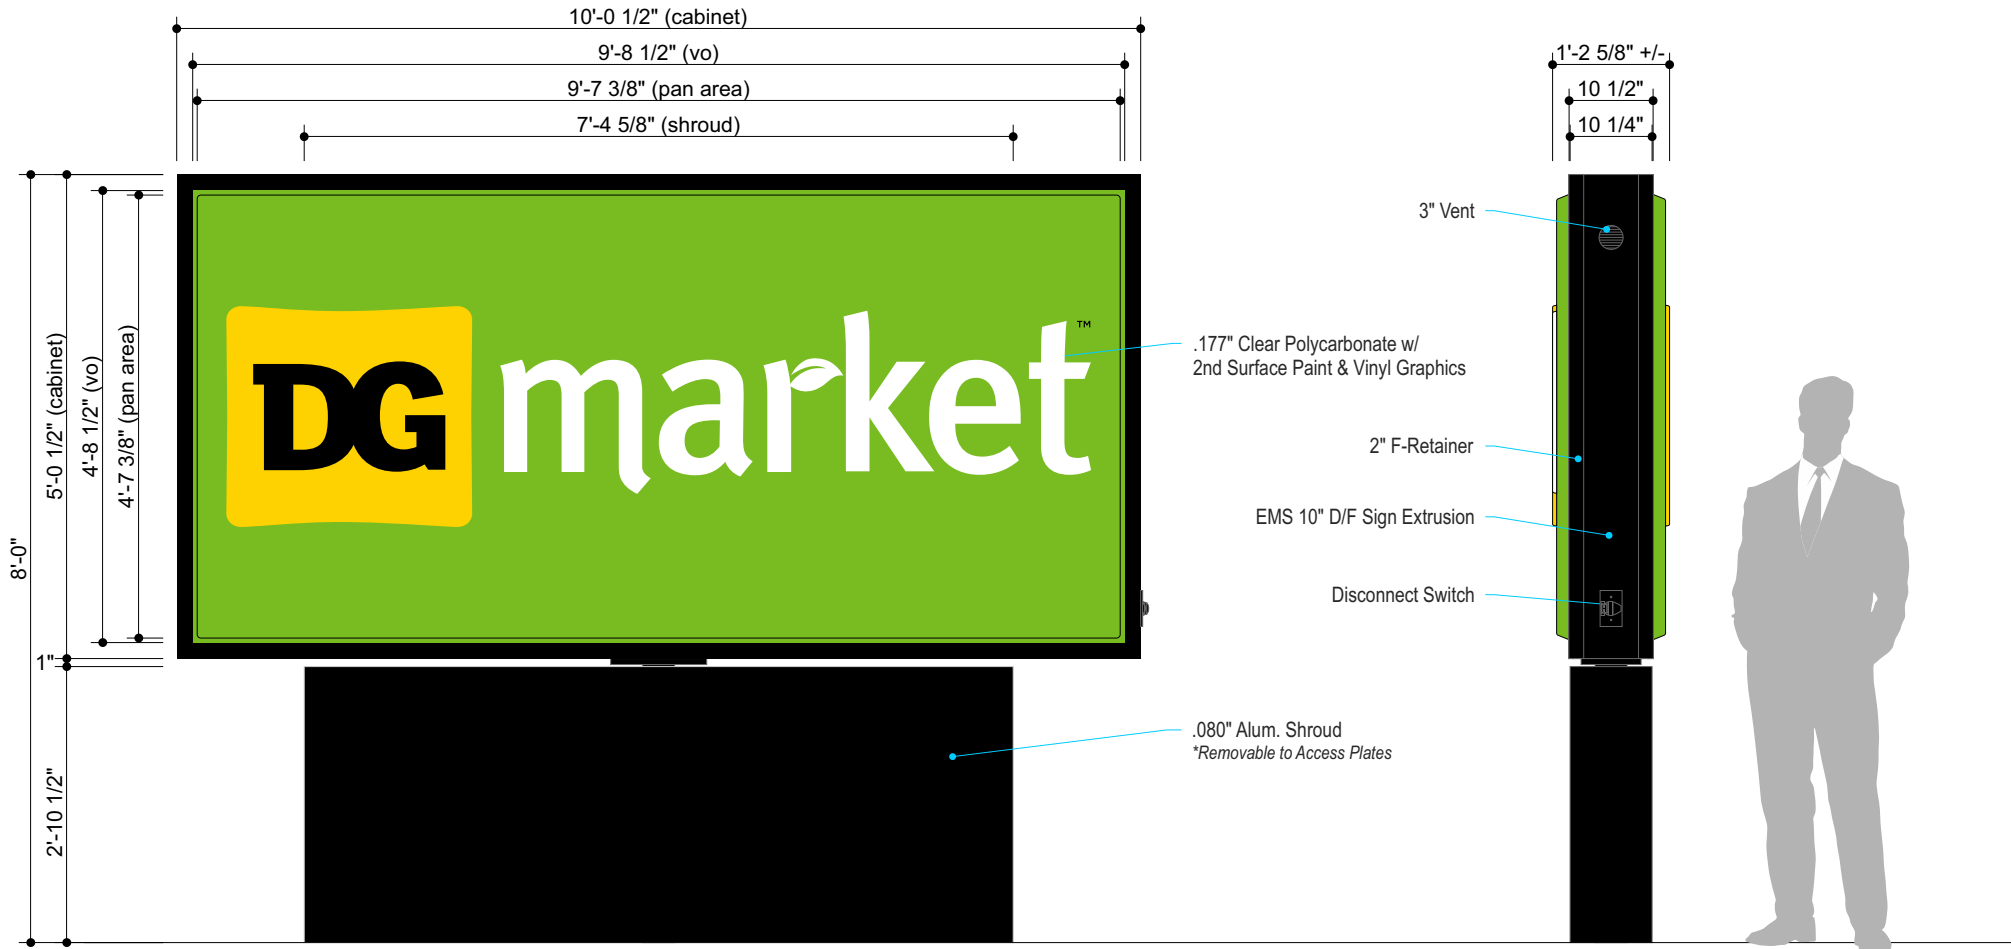 10'-0 1/2" (cabinet)
9'-8 1/2" (vo)
9'-7 3/8" (pan area)
7'-4 5/8" (shroud)
1'-2 5/8" +/-
10 1/2"
10 1/4"
8'-0"
5'-0 1/2" (cabinet)
4'-8 1/2" (vo)
4'-7 3/8" (pan area)
1"
2'-10 1/2"
DG market ™
3" Vent
.177" Clear Polycarbonate w/
2nd Surface Paint & Vinyl Graphics
2" F-Retainer
EMS 10" D/F Sign Extrusion
Disconnect Switch
.080" Alum. Shroud
*Removable to Access Plates